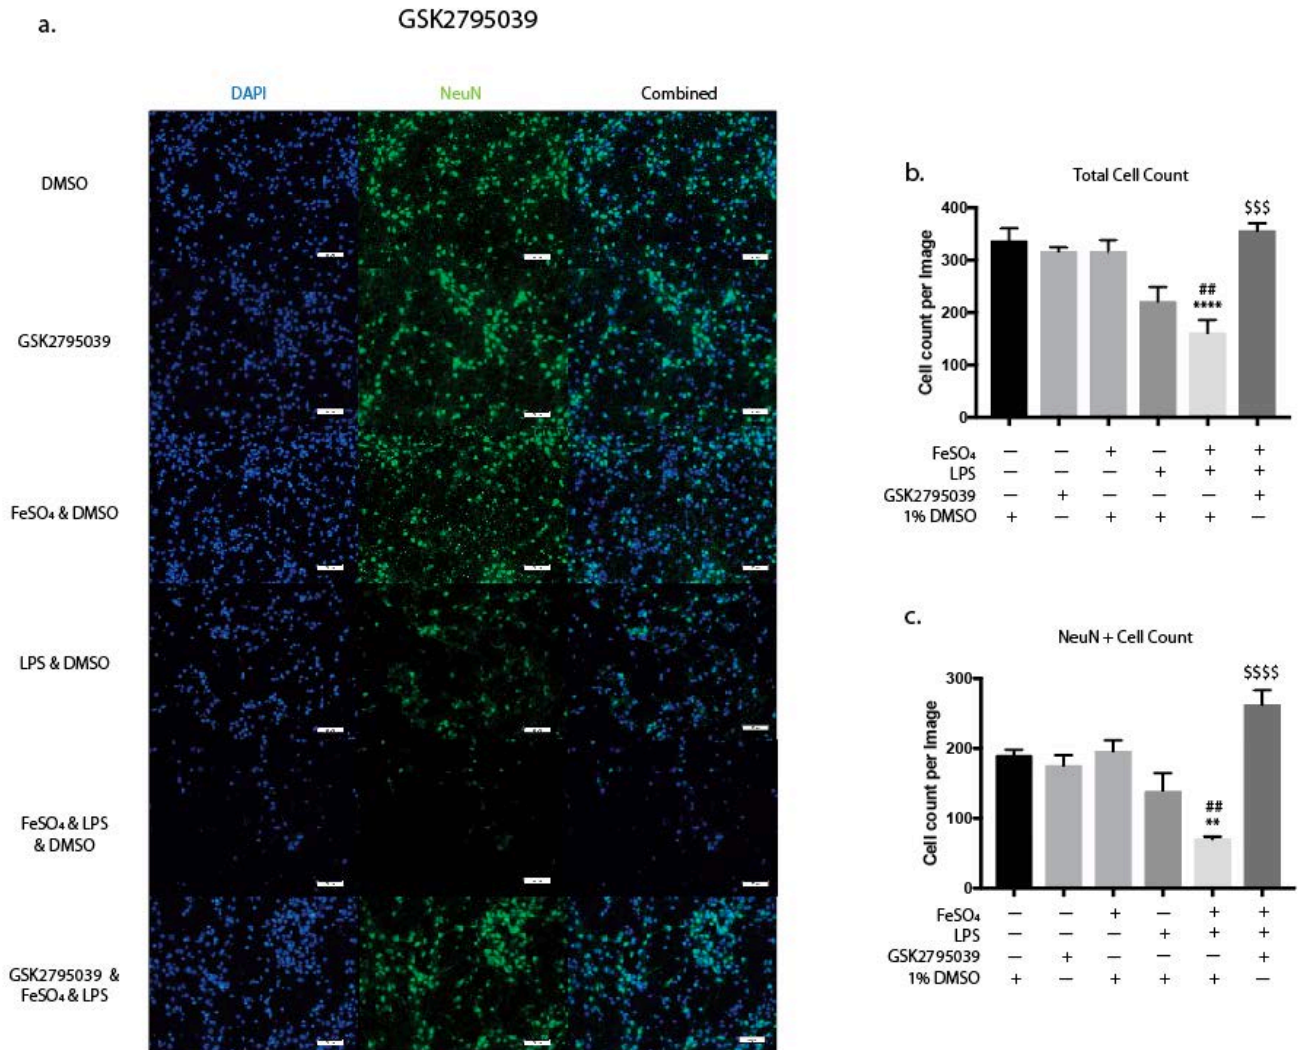 a.
GSK2795039
DAPI NeuN Combined
DMSO
GSK2795039
FeSO₄ & DMSO
LPS & DMSO
FeSO₄ & LPS
& DMSO
GSK2795039 &
FeSO₄ & LPS
b.
Total Cell Count
Cell count per Image
400
300
200
100
0
##
****
$$$
FeSO₄ — — + — + +
LPS — — — + + +
GSK2795039 — + — — — +
1% DMSO + — + + + —
c.
NeuN + Cell Count
Cell count per Image
300
200
100
0
##
**
$$$$
FeSO₄ — — + — + +
LPS — — — + + +
GSK2795039 — + — — — +
1% DMSO + — + + + —